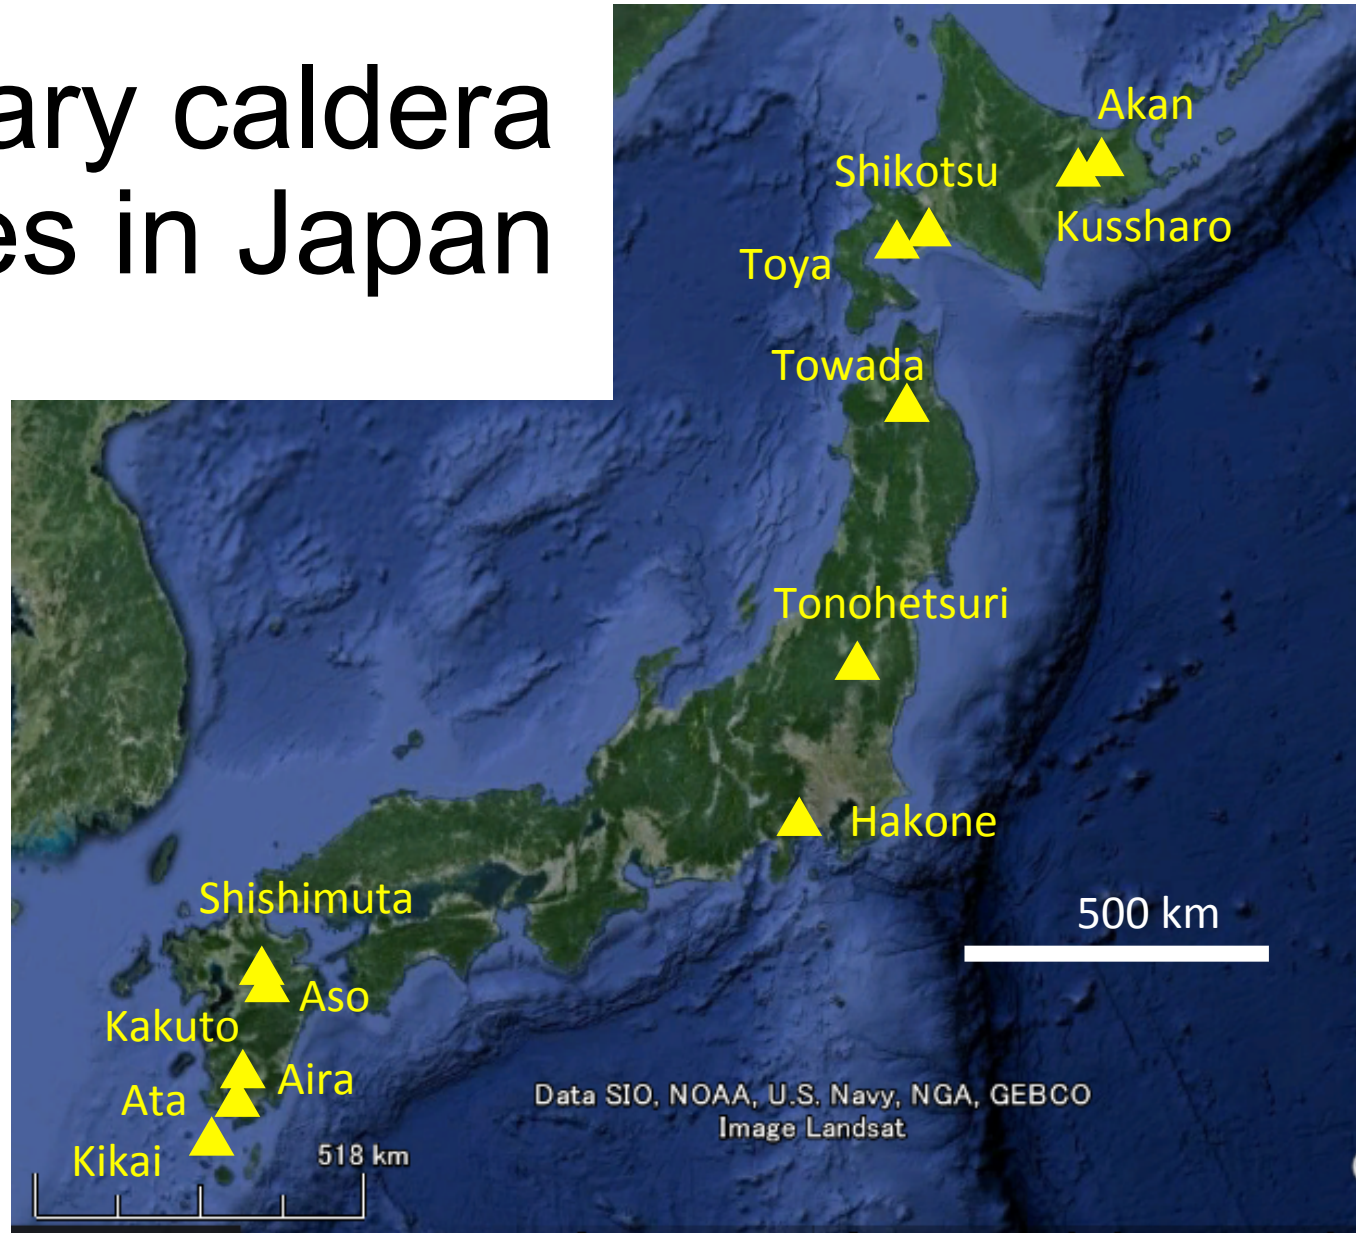 ary caldera
es in Japan
Akan
Shikotsu
Kussharo
Toya
Towada
Tonohetsuri
Hakone
Shishimuta
500 km
Aso
Kakuto
Aira
Ata
Data SIO, NOAA, U.S. Navy, NGA, GEBCO
Image Landsat
Kikai
518 km